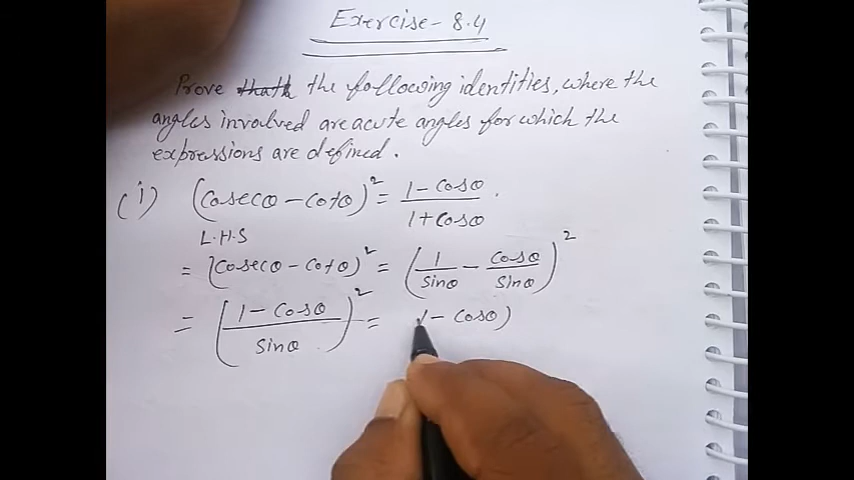 Exercise - 8.4
Prove that the following identities, where the
angles involved are acute angles for which the
expressions are defined.
(i) (cosecθ - cotθ)² = 1 - cosθ / 1 + cosθ.
L.H.S
= (cosecθ - cotθ)² = (1/sinθ - cosθ/sinθ)²
= (1 - cosθ / sinθ)² = 1 - cosθ)